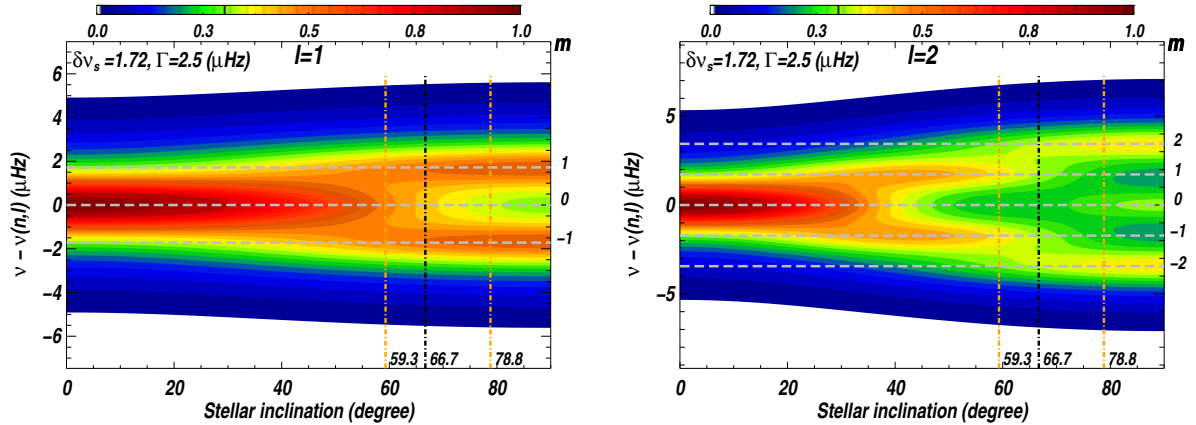 0.0 0.3 0.5 0.8 1.0
δνs =1.72, Γ=2.5 (μHz) l=1 m
6
4
2
0
−2
−4
−6
1
0
−1
59.3 66.7 78.8
0 20 40 60 80
ν − ν(n,l) (μHz)
Stellar inclination (degree)
0.0 0.3 0.5 0.8 1.0
δνs =1.72, Γ=2.5 (μHz) l=2 m
5
0
−5
2
1
0
−1
−2
59.3 66.7 78.8
0 20 40 60 80
ν − ν(n,l) (μHz)
Stellar inclination (degree)